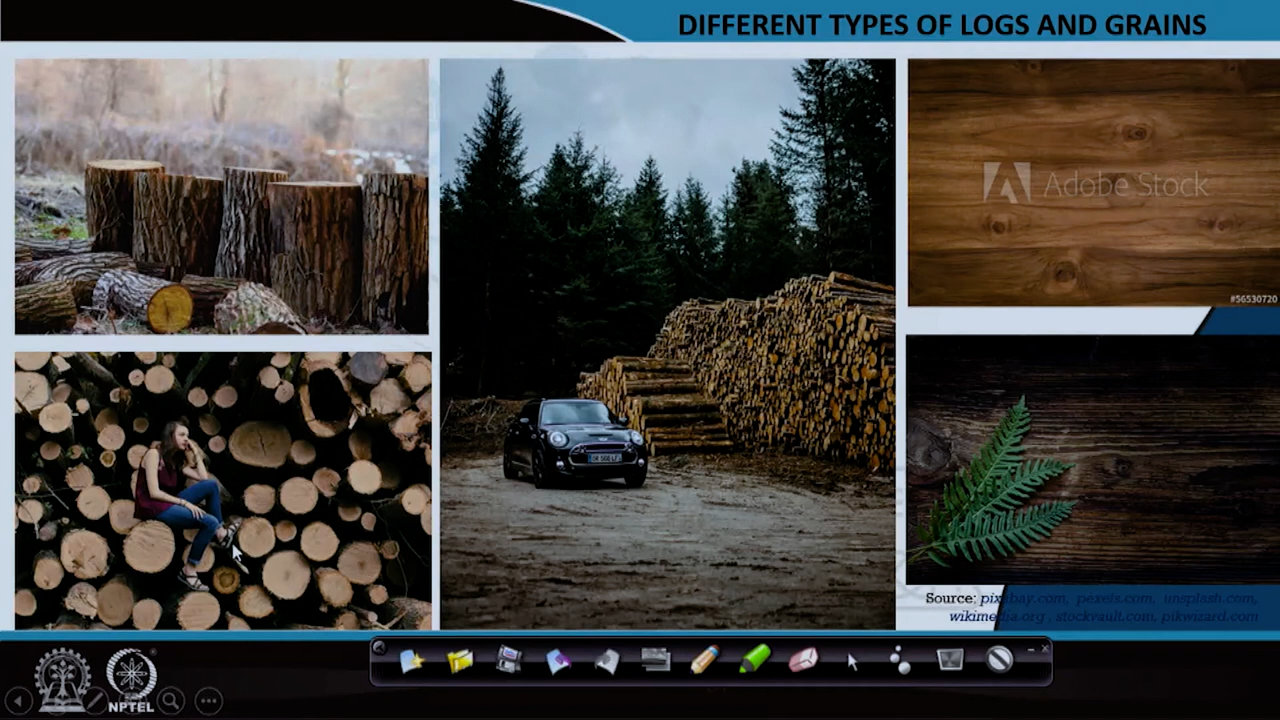 DIFFERENT TYPES OF LOGS AND GRAINS
Adobe Stock
#56530720
Source: pixabay.com, pexels.com, unsplash.com,
wikimedia.org , stockvault.com, pikwizard.com
NPTEL